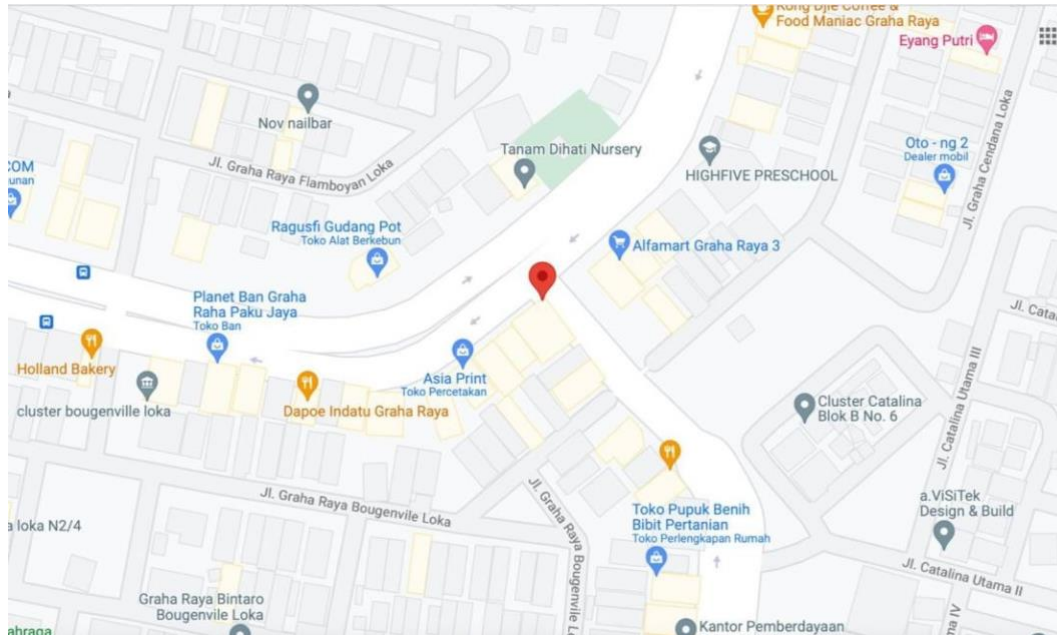 Kong Djie Coffee &
Food Maniac Graha Raya
Eyang Putri
Nov nailbar
Jl. Graha Raya Flamboyan Loka
Tanam Dihati Nursery
HIGHFIVE PRESCHOOL
Oto - ng 2
Dealer mobil
Jl. Graha Cendana Loka
COM
unan
Ragusfi Gudang Pot
Toko Alat Berkebun
Alfamart Graha Raya 3
Planet Ban Graha
Raha Paku Jaya
Toko Ban
Jl. Cata
Holland Bakery
cluster bougenville loka
Dapoe Indatu Graha Raya
Asia Print
Toko Percetakan
Jl. Catalina Utama III
Cluster Catalina
Blok B No. 6
Jl. Graha Raya Bougenvile Loka
Jl. Graha Raya Bougenvile Lo
a loka N2/4
Toko Pupuk Benih
Bibit Pertanian
Toko Perlengkapan Rumah
a.ViSiTek
Design & Build
Jl. Catalina Utama II
ma IV
Graha Raya Bintaro
Bougenvile Loka
Kantor Pemberdayaan
ahraga